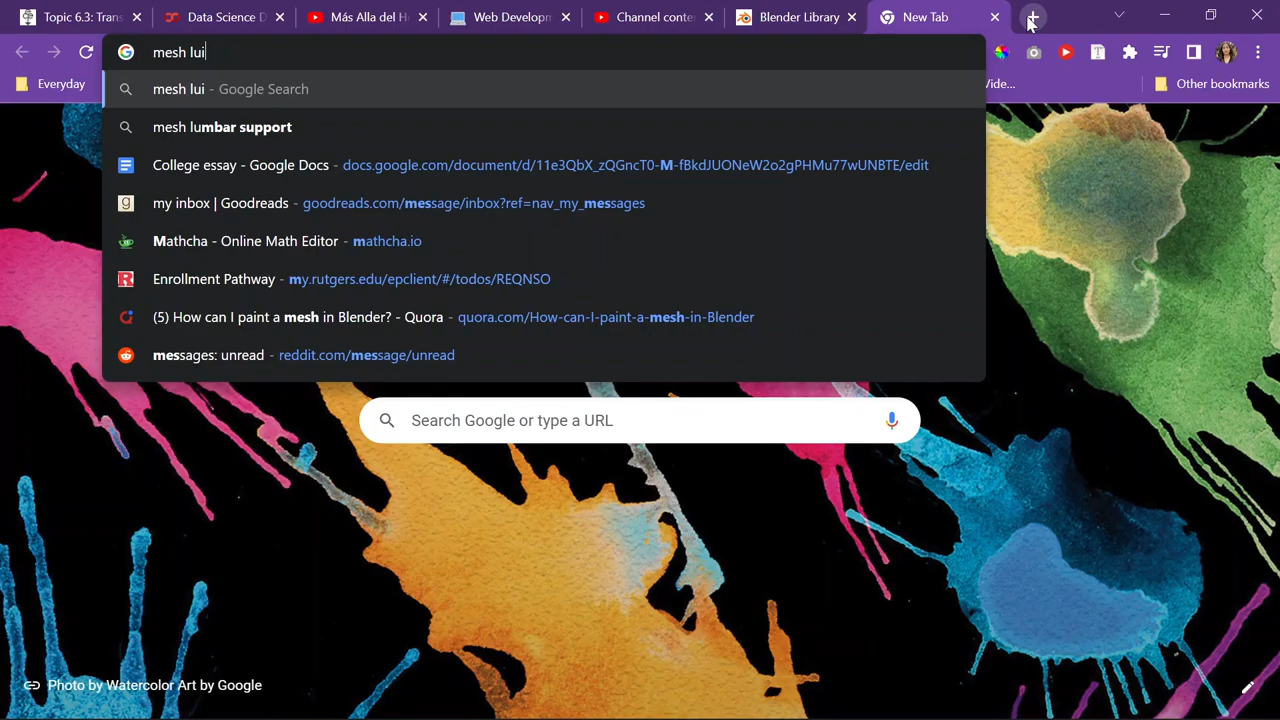 Topic 6.3: Trans
Data Science D
Más Alla del H
Web Developm
Channel conte
Blender Library
New Tab
mesh lui
Everyday
ide...
Other bookmarks
mesh lui - Google Search
mesh lumbar support
College essay - Google Docs - docs.google.com/document/d/11e3QbX_zQGncT0-M-fBkdJUONeW2o2gPHMu77wUNBTE/edit
my inbox | Goodreads - goodreads.com/message/inbox?ref=nav_my_messages
Mathcha - Online Math Editor - mathcha.io
Enrollment Pathway - my.rutgers.edu/epclient/#/todos/REQNSO
(5) How can I paint a mesh in Blender? - Quora - quora.com/How-can-I-paint-a-mesh-in-Blender
messages: unread - reddit.com/message/unread
Search Google or type a URL
Photo by Watercolor Art by Google